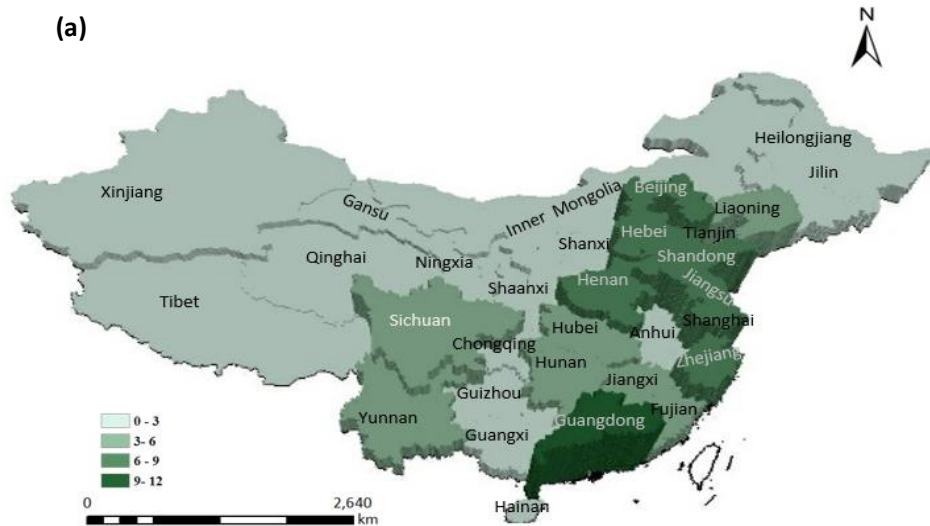 (a)
N
Heilongjiang
Jilin
Xinjiang
Gansu
Inner Mongolia
Beijing
Liaoning
Hebei
Tianjin
Shanxi
Shandong
Qinghai
Ningxia
Henan
Jiangsu
Shaanxi
Tibet
Sichuan
Hubei
Anhui
Shanghai
Chongqing
Hunan
Zhejiang
Jiangxi
Guizhou
Yunnan
Guangdong
Fujian
Guangxi
0 - 3
3- 6
6 - 9
9- 12
0
2,640
km
Hainan